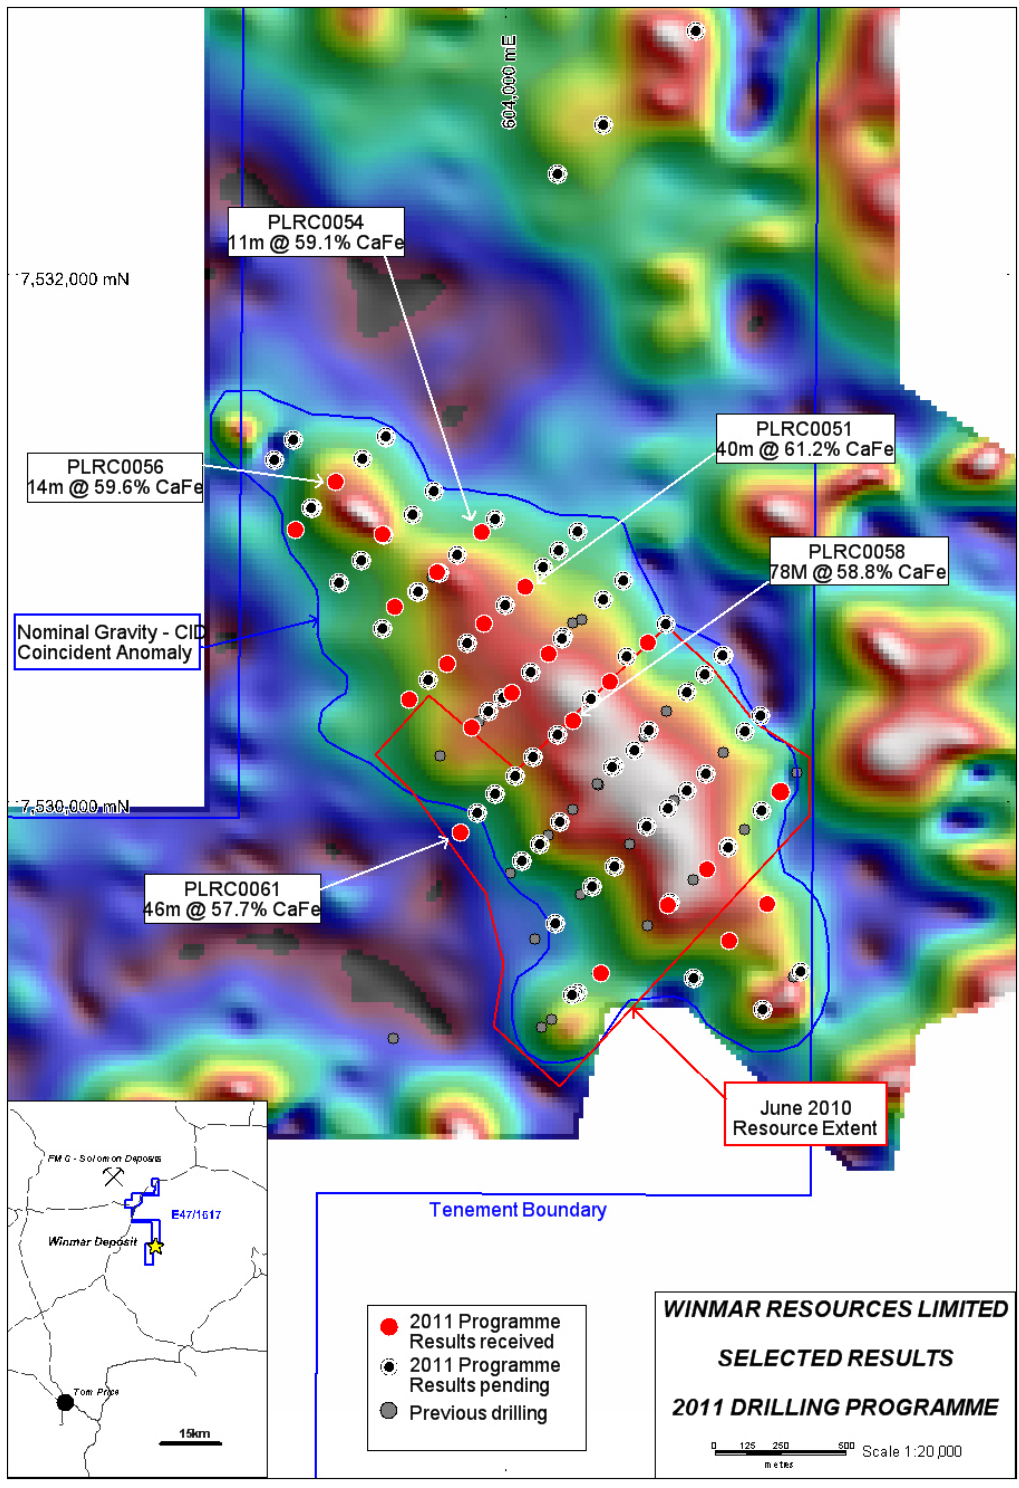 604,000 mE
PLRC0054
11m @ 59.1% CaFe
7,532,000 mN
PLRC0051
40m @ 61.2% CaFe
PLRC0056
14m @ 59.6% CaFe
PLRC0058
78M @ 58.8% CaFe
Nominal Gravity - CID
Coincident Anomaly
7,530,000 mN
PLRC0061
46m @ 57.7% CaFe
June 2010
Resource Extent
FMG - Solomon Deposits
E47/1617
Winmar Deposit
Tom Price
15km
Tenement Boundary
2011 Programme
Results received
2011 Programme
Results pending
Previous drilling
WINMAR RESOURCES LIMITED
SELECTED RESULTS
2011 DRILLING PROGRAMME
0 125 250 500
metres
Scale 1:20,000